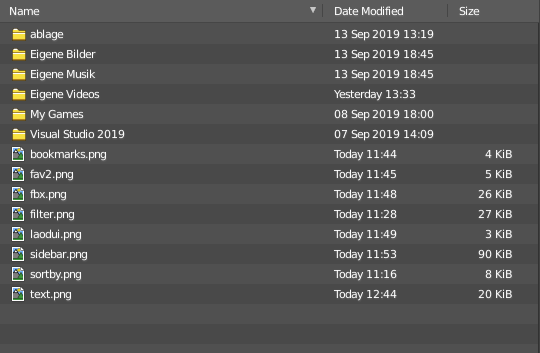 Name Date Modified Size
ablage 13 Sep 2019 13:19
Eigene Bilder 13 Sep 2019 18:45
Eigene Musik 13 Sep 2019 18:45
Eigene Videos Yesterday 13:33
My Games 08 Sep 2019 18:00
Visual Studio 2019 07 Sep 2019 14:09
bookmarks.png Today 11:44 4 KiB
fav2.png Today 11:45 5 KiB
fbx.png Today 11:48 26 KiB
filter.png Today 11:28 27 KiB
laodui.png Today 11:49 3 KiB
sidebar.png Today 11:53 90 KiB
sortby.png Today 11:16 8 KiB
text.png Today 12:44 20 KiB